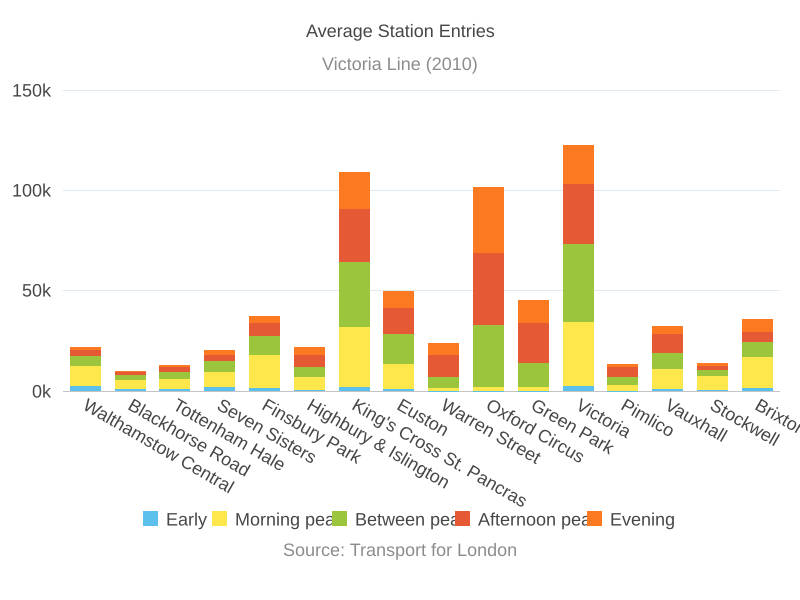 Average Station Entries
Victoria Line (2010)
150k
100k
50k
0k
Walthamstow Central
Blackhorse Road
Tottenham Hale
Seven Sisters
Finsbury Park
Highbury & Islington
King's Cross St. Pancras
Euston
Warren Street
Oxford Circus
Green Park
Victoria
Pimlico
Vauxhall
Stockwell
Brixton
Early Morning pea Between pea Afternoon pea Evening
Source: Transport for London